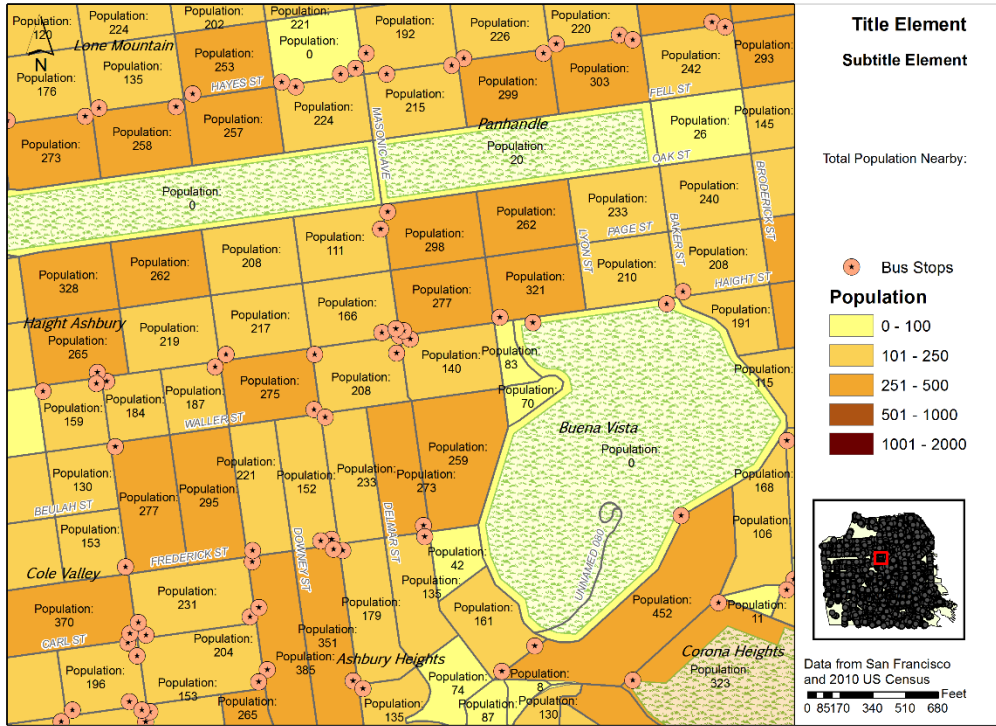 Population:
120
Population:
224
Population:
202
Population:
221
Population:
0
Population:
192
Population:
226
Population:
220
Population:
293
Lone Mountain
N
Population:
176
Population:
135
Population:
253
HAYES ST
Population:
224
Population:
215
Population:
299
Population:
303
Population:
242
FELL ST
Population:
273
Population:
258
Population:
257
MASONIC AVE
Panhandle
Population:
20
Population:
26
Population:
145
OAK ST
Population:
0
Population:
240
BRODERICK ST
Population:
328
Population:
262
Population:
208
Population:
111
Population:
298
Population:
262
Population:
233
PAGE ST
LYON ST
BAKER ST
Population:
208
HAIGHT ST
Haight Ashbury
Population:
265
Population:
219
Population:
217
Population:
166
Population:
277
Population:
321
Population:
210
Population:
191
Population:
159
Population:
184
Population:
187
Population:
275
Population:
208
Population:
140
Population:
83
Population:
70
Population:
115
WALLER ST
Buena Vista
Population:
0
Population:
130
BEULAH ST
Population:
277
Population:
295
Population:
221
Population:
152
Population:
233
Population:
273
Population:
259
Population:
168
Population:
153
FREDERICK ST
DOWNEY ST
DELMAR ST
Population:
42
UNNAMED 080
Population:
106
Cole Valley
Population:
370
CARL ST
Population:
231
Population:
204
Population:
179
Population:
135
Population:
161
Population:
452
Population:
11
Population:
196
Population:
153
Population:
351
Population:
385
Ashbury Heights
Population:
265
Population:
135
Population:
74
Population:
87
Population:
8
Population:
130
Corona Heights
Population:
323
Title Element
Subtitle Element
Total Population Nearby:
Bus Stops
Population
0 - 100
101 - 250
251 - 500
501 - 1000
1001 - 2000
Data from San Francisco
and 2010 US Census
Feet
0 85170 340 510 680